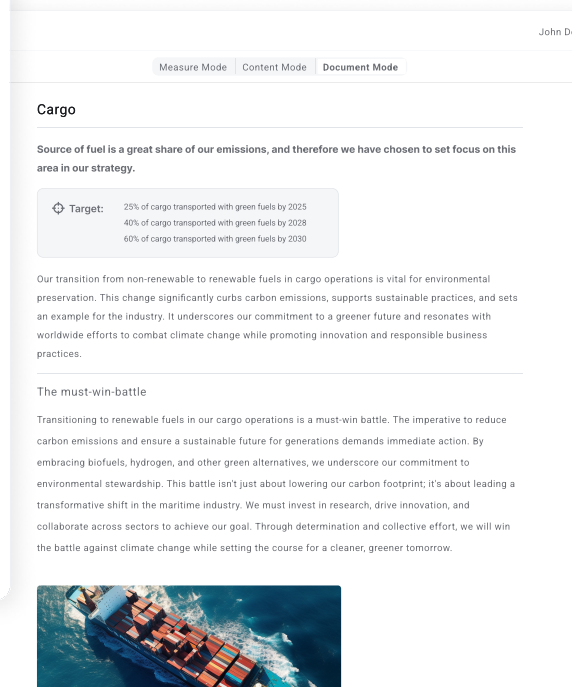 John D
Measure Mode Content Mode Document Mode
Cargo
Source of fuel is a great share of our emissions, and therefore we have chosen to set focus on this
area in our strategy.
Target:
25% of cargo transported with green fuels by 2025
40% of cargo transported with green fuels by 2028
60% of cargo transported with green fuels by 2030
Our transition from non-renewable to renewable fuels in cargo operations is vital for environmental
preservation. This change significantly curbs carbon emissions, supports sustainable practices, and sets
an example for the industry. It underscores our commitment to a greener future and resonates with
worldwide efforts to combat climate change while promoting innovation and responsible business
practices.
The must-win-battle
Transitioning to renewable fuels in our cargo operations is a must-win battle. The imperative to reduce
carbon emissions and ensure a sustainable future for generations demands immediate action. By
embracing biofuels, hydrogen, and other green alternatives, we underscore our commitment to
environmental stewardship. This battle isn't just about lowering our carbon footprint; it's about leading a
transformative shift in the maritime industry. We must invest in research, drive innovation, and
collaborate across sectors to achieve our goal. Through determination and collective effort, we will win
the battle against climate change while setting the course for a cleaner, greener tomorrow.